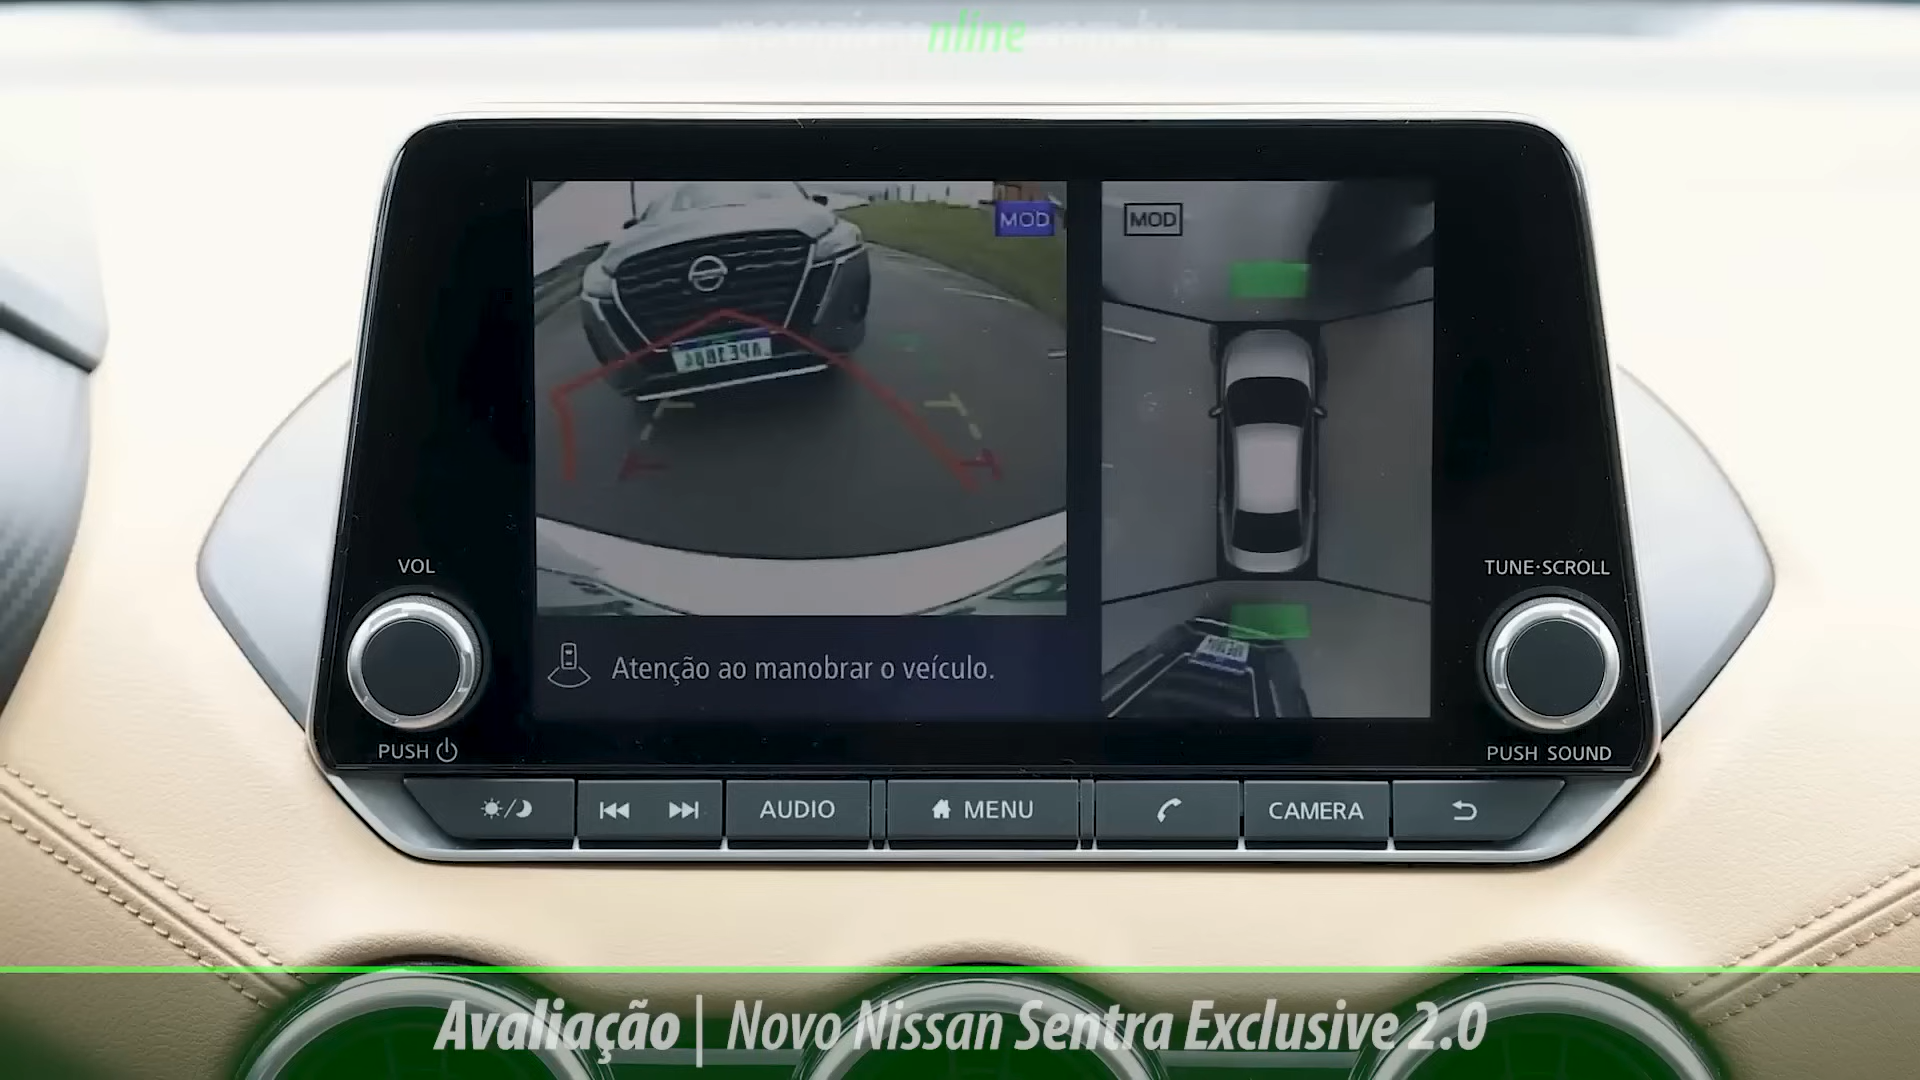 nline
MOD
MOD
VOL
TUNE·SCROLL
Atenção ao manobrar o veículo.
PUSH
PUSH SOUND
AUDIO
MENU
CAMERA
Avaliação | Novo Nissan Sentra Exclusive 2.0